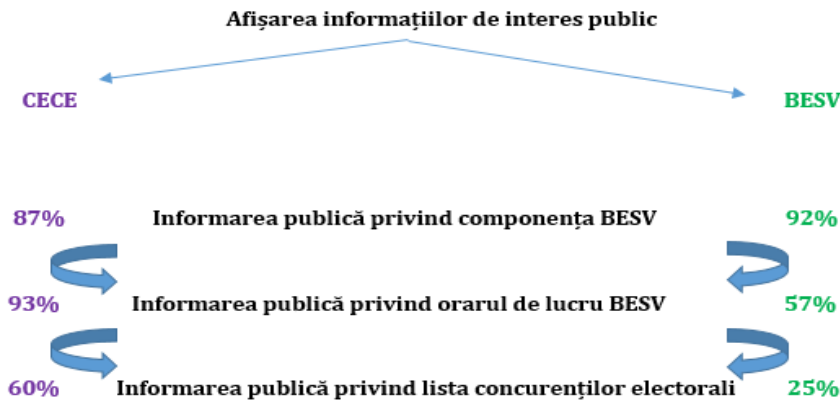 Afișarea informațiilor de interes public
CECE BESV
87% Informarea publică privind componența BESV 92%
93% Informarea publică privind orarul de lucru BESV 57%
60% Informarea publică privind lista concurenților electorali 25%